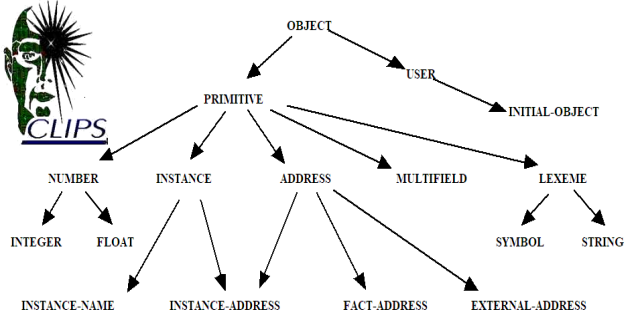 OBJECT
USER
PRIMITIVE
INITIAL-OBJECT
CLIPS
NUMBER INSTANCE ADDRESS MULTIFIELD LEXEME
INTEGER FLOAT SYMBOL STRING
INSTANCE-NAME INSTANCE-ADDRESS FACT-ADDRESS EXTERNAL-ADDRESS